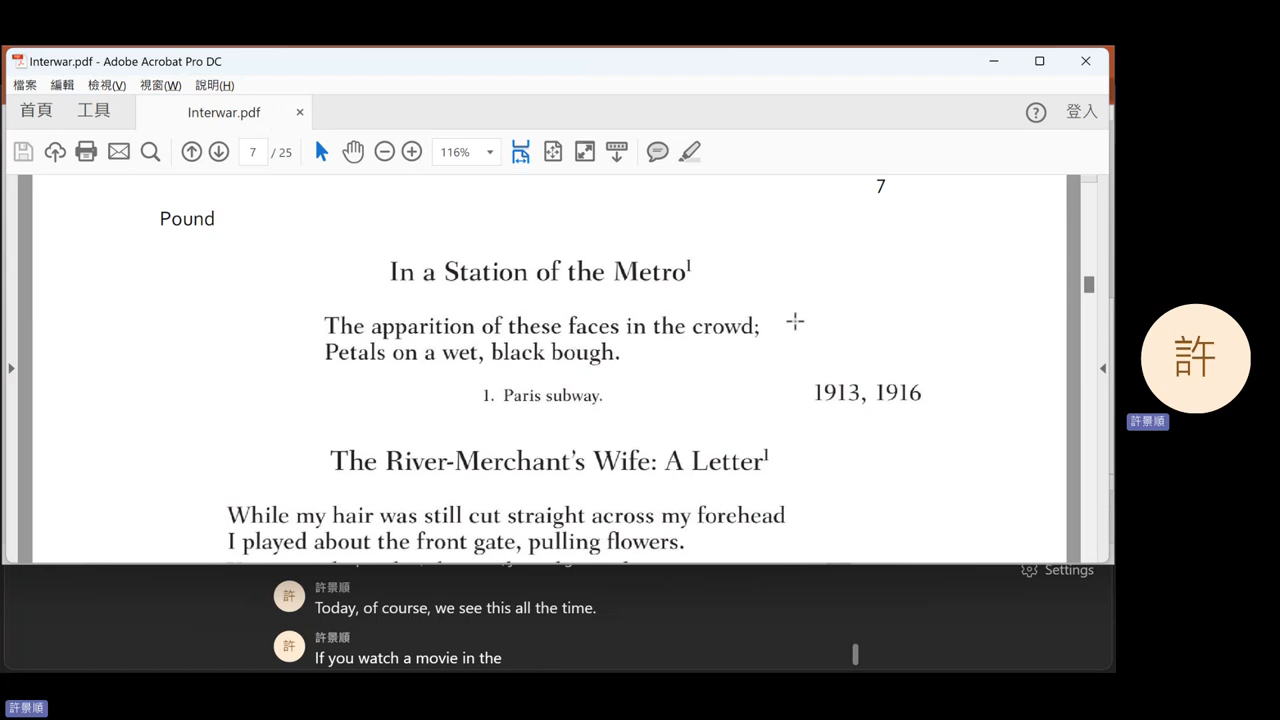 Interwar.pdf - Adobe Acrobat Pro DC
檔案 編輯 檢視(V) 視窗(W) 說明(H)
首頁 工具 Interwar.pdf × ? 登入
7 / 25 116%
7
Pound
In a Station of the Metro1
The apparition of these faces in the crowd;
Petals on a wet, black bough.
1. Paris subway. 1913, 1916
The River-Merchant's Wife: A Letter1
While my hair was still cut straight across my forehead
I played about the front gate, pulling flowers.
許
許景順
Settings
許 許景順
Today, of course, we see this all the time.
許 許景順
If you watch a movie in the
許景順